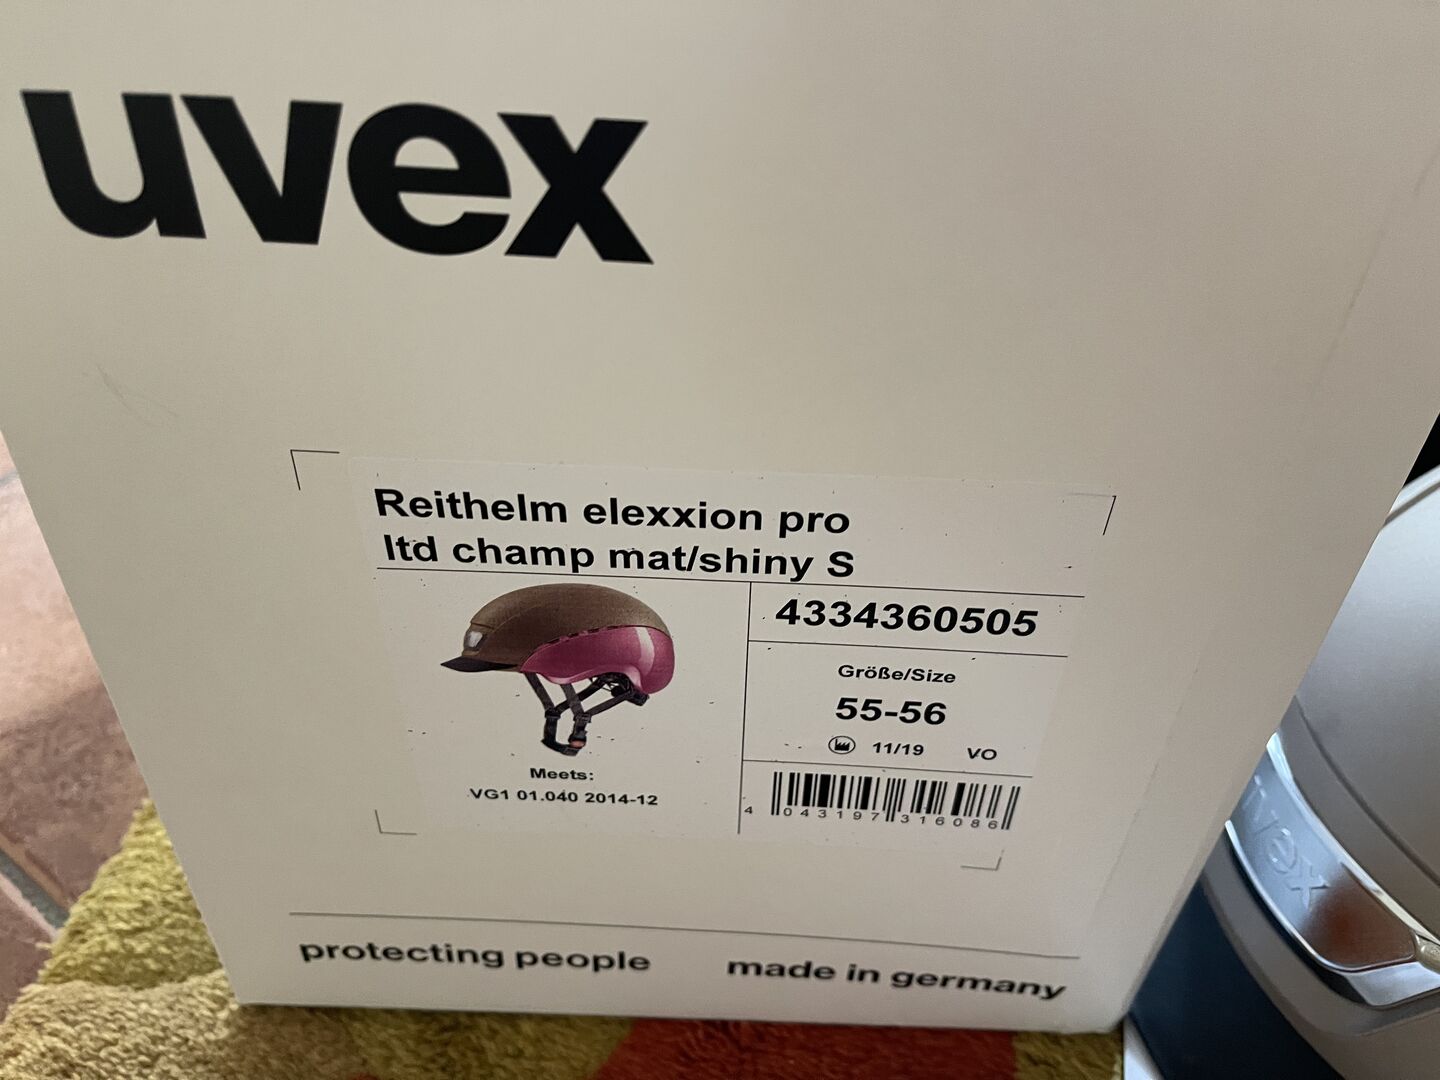 uvex
Reithelm elexxion pro
ltd champ mat/shiny S
4334360505
Größe/Size
55-56
11/19 VO
Meets:
VG1 01.040 2014-12
4 043197 316086
protecting people
made in germany
uvex